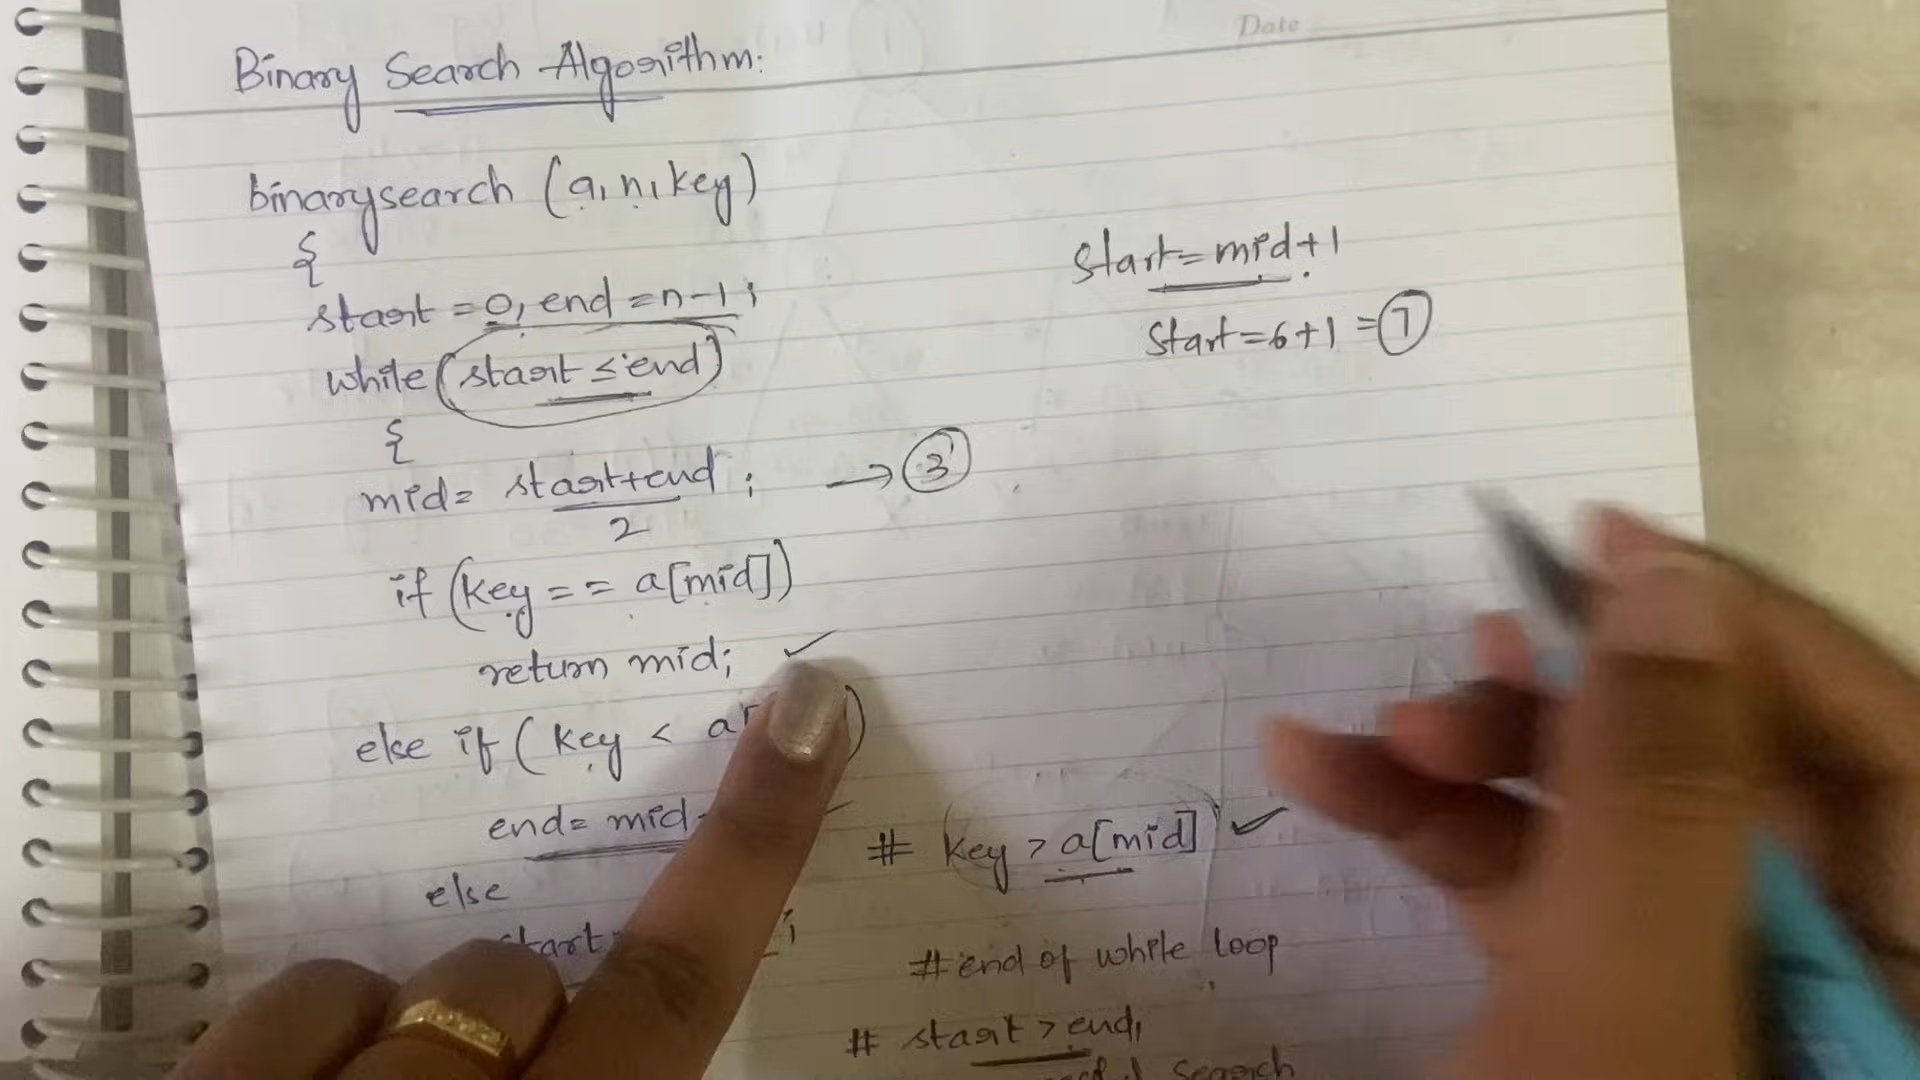 Date
Binary Search Algorithm:
binarysearch (a, n, key)
{
start = 0, end = n-1;
while (start ≤ end)
{
mid = start+end ; → 3
2
if (key == a[mid])
return mid; ✓
else if ( key < a
end = mid-
else
start
;
start = mid + 1
start = 6+1 = 7
# key > a[mid] ✓
# end of while loop
# start > end,
search